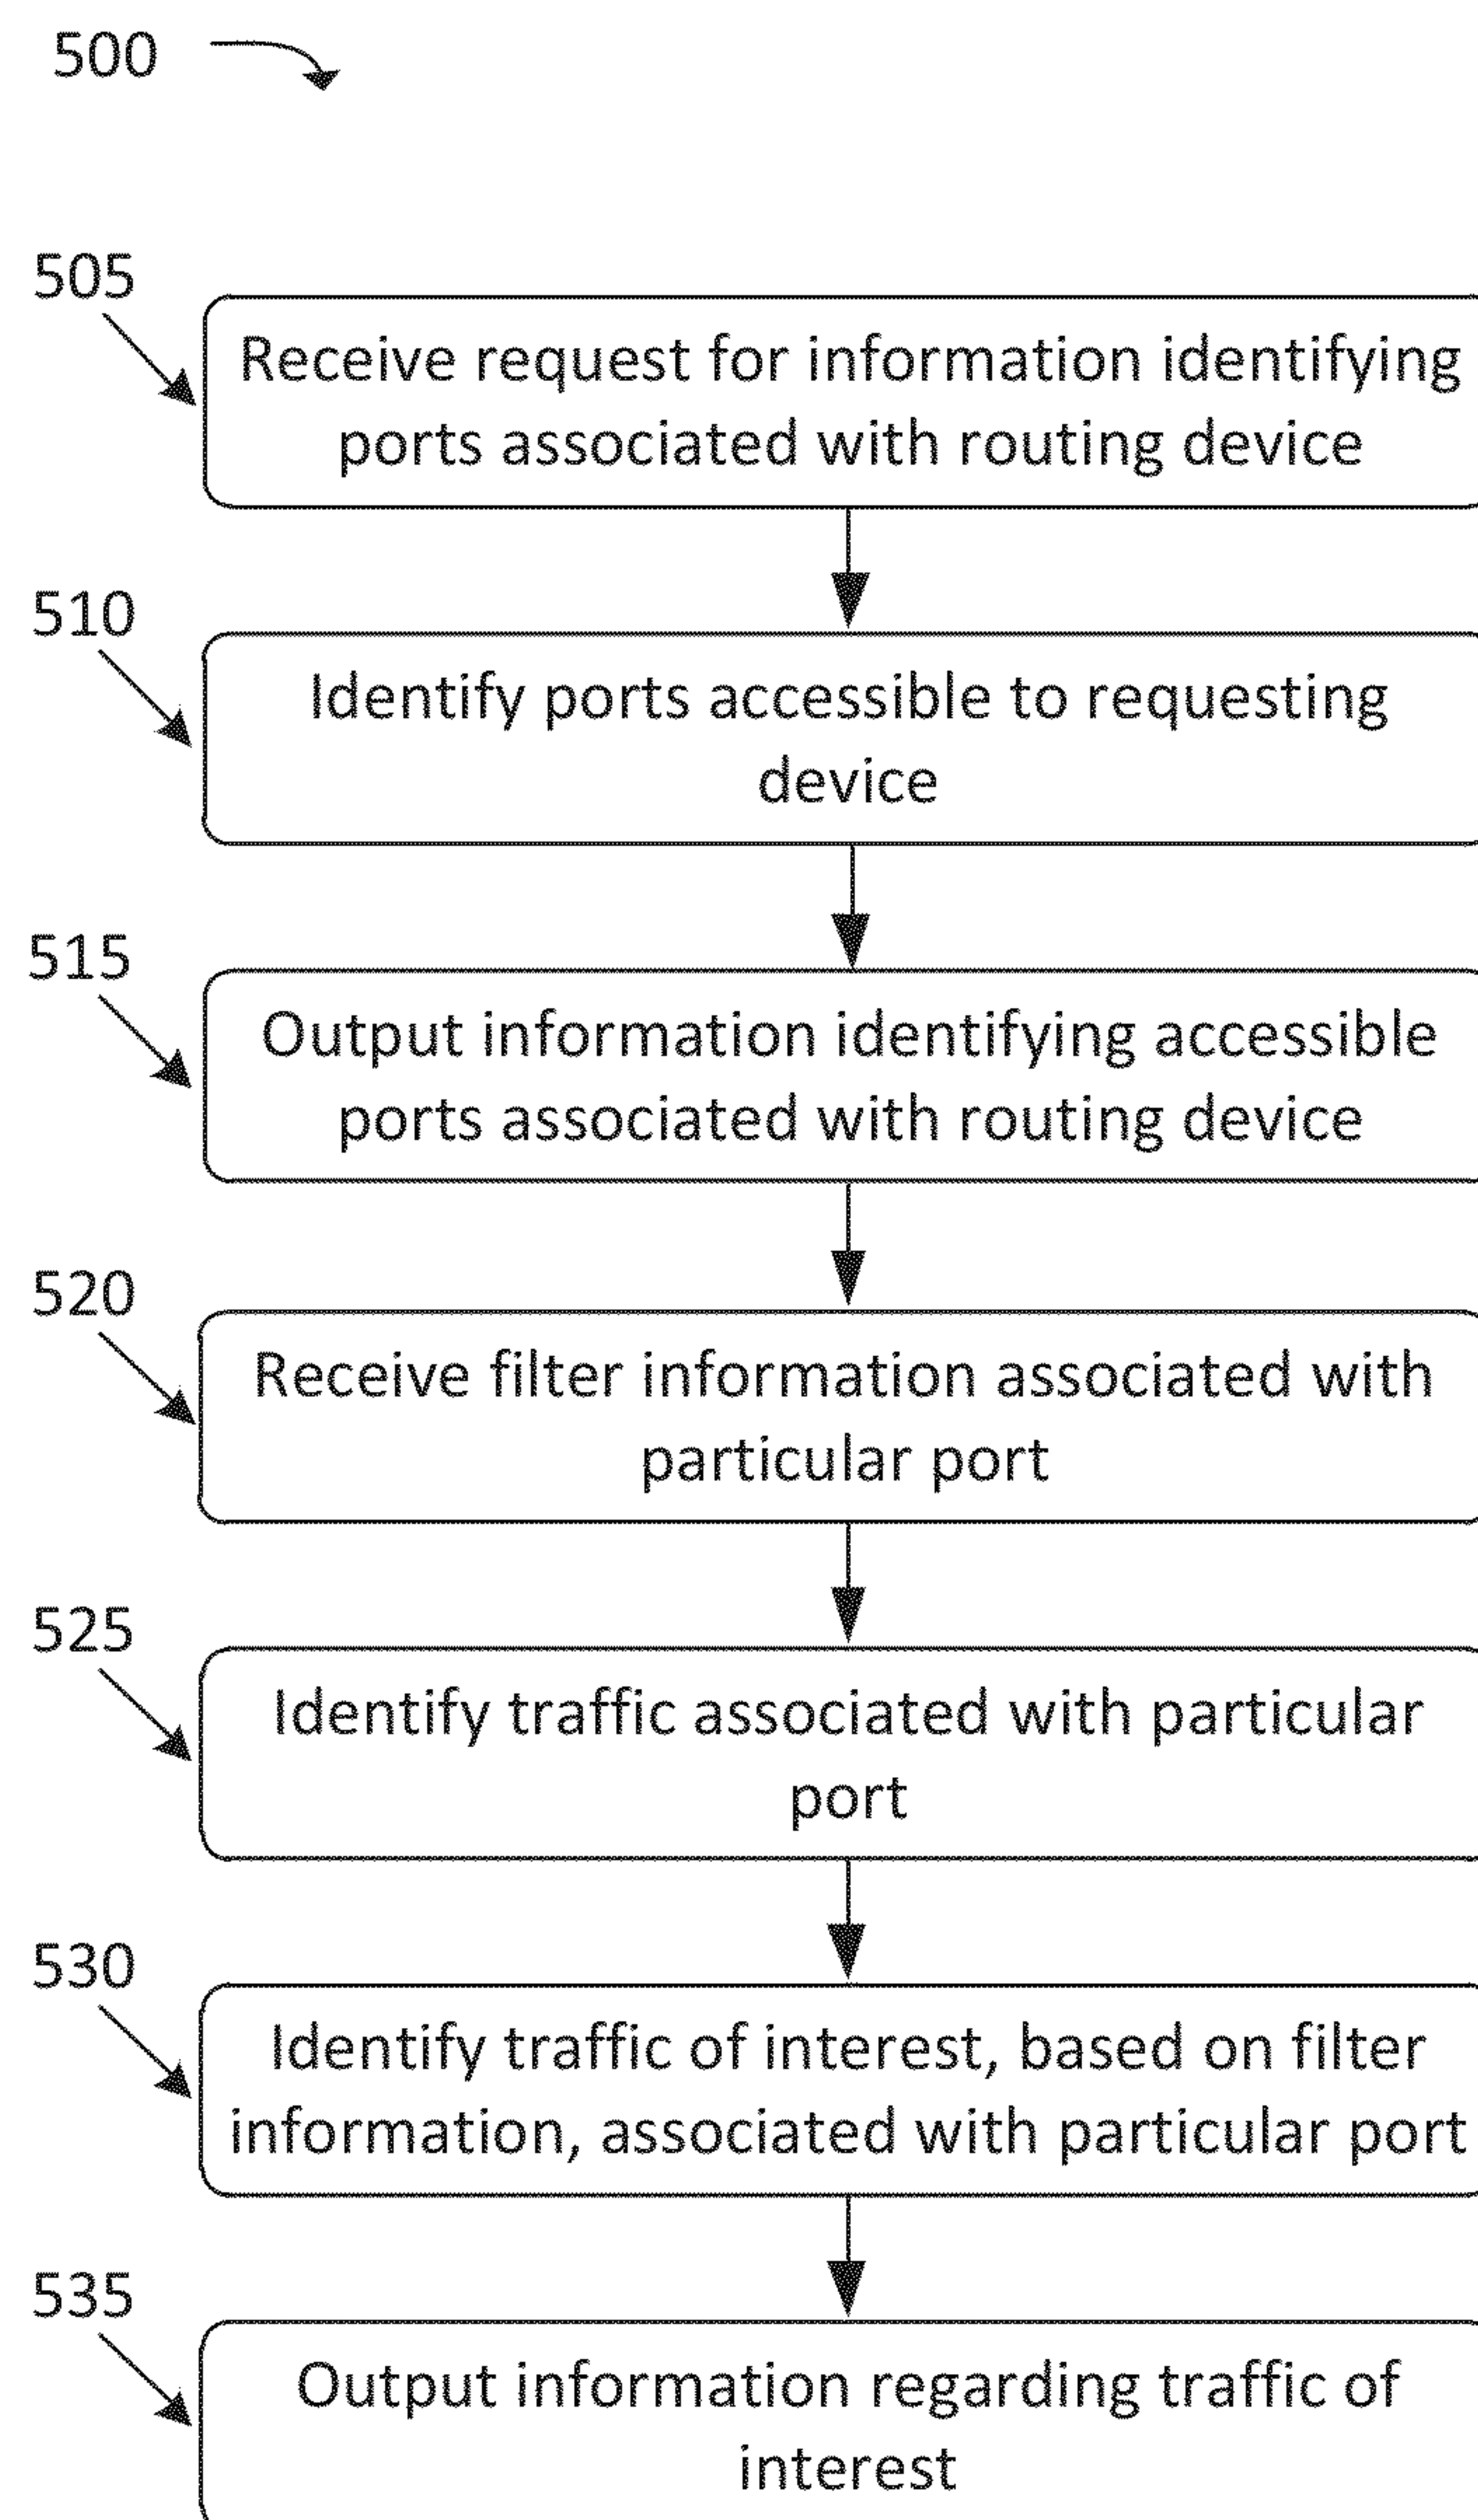 500
505
Receive request for information identifying
ports associated with routing device
510
Identify ports accessible to requesting
device
515
Output information identifying accessible
ports associated with routing device
520
Receive filter information associated with
particular port
525
Identify traffic associated with particular
port
530
Identify traffic of interest, based on filter
information, associated with particular port
535
Output information regarding traffic of
interest